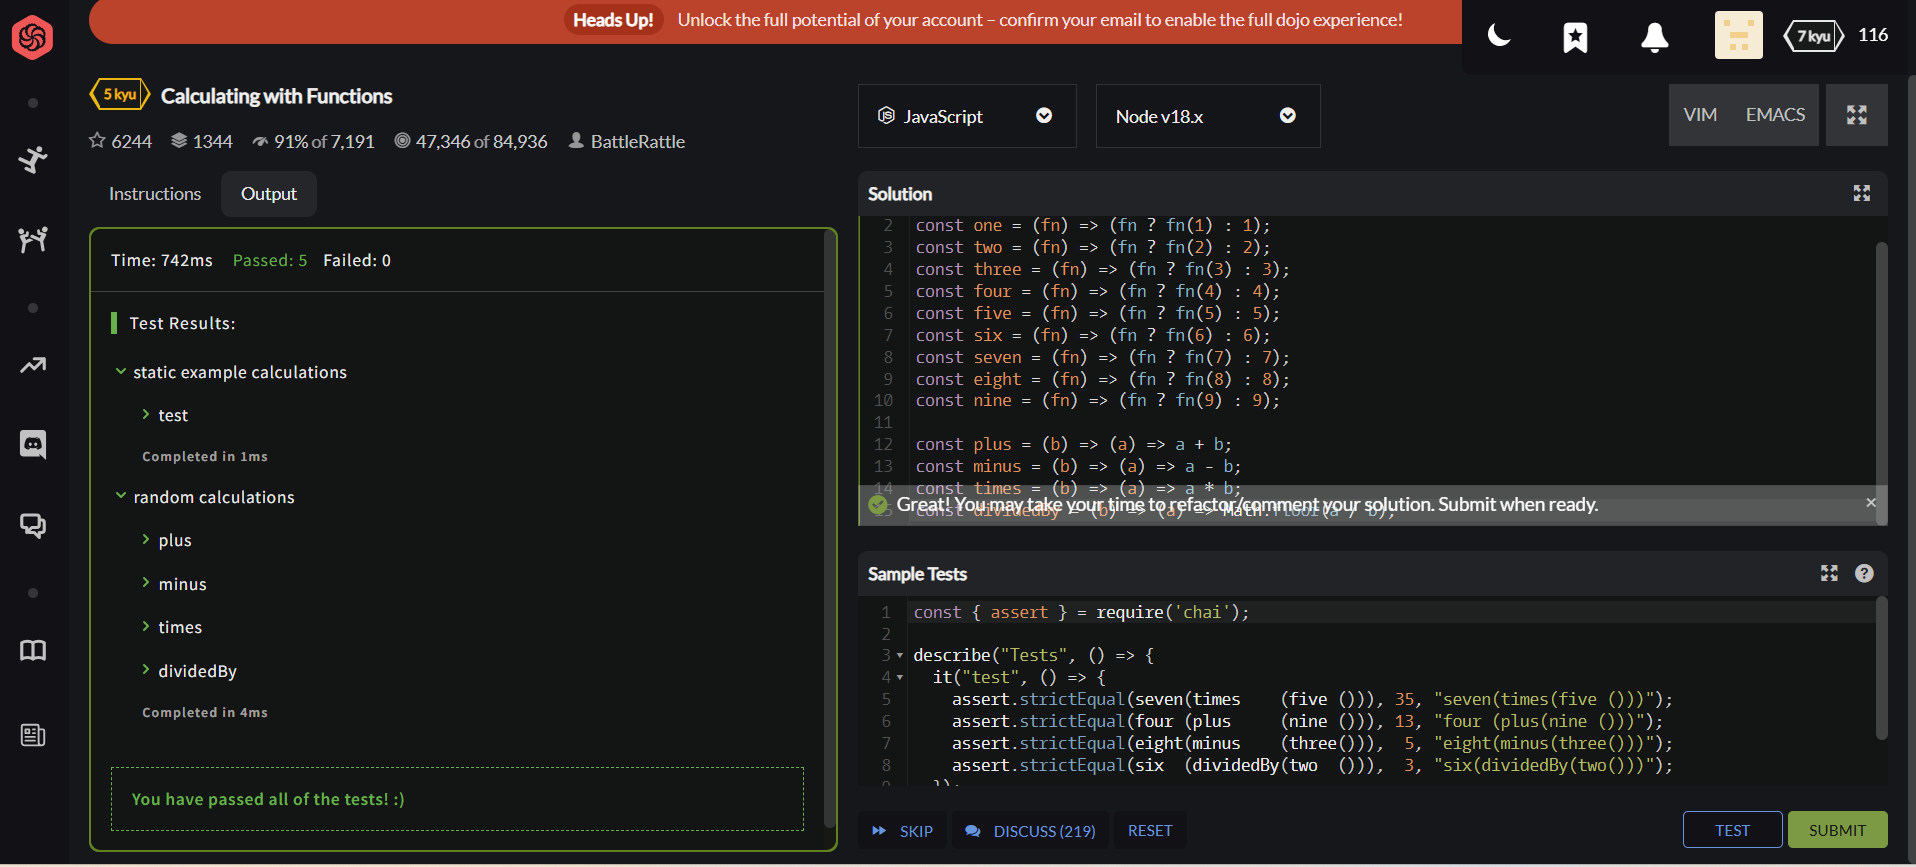 Heads Up! Unlock the full potential of your account – confirm your email to enable the full dojo experience!
7 kyu 116
5 kyu Calculating with Functions
6244 1344 91% of 7,191 47,346 of 84,936 BattleRattle
JavaScript Node v18.x VIM EMACS
Instructions Output
Time: 742ms Passed: 5 Failed: 0
Test Results:
static example calculations
test
Completed in 1ms
random calculations
plus
minus
times
dividedBy
Completed in 4ms
You have passed all of the tests! :)
Solution
2 const one = (fn) => (fn ? fn(1) : 1);
3 const two = (fn) => (fn ? fn(2) : 2);
4 const three = (fn) => (fn ? fn(3) : 3);
5 const four = (fn) => (fn ? fn(4) : 4);
6 const five = (fn) => (fn ? fn(5) : 5);
7 const six = (fn) => (fn ? fn(6) : 6);
8 const seven = (fn) => (fn ? fn(7) : 7);
9 const eight = (fn) => (fn ? fn(8) : 8);
10 const nine = (fn) => (fn ? fn(9) : 9);
11
12 const plus = (b) => (a) => a + b;
13 const minus = (b) => (a) => a - b;
14 const times = (b) => (a) => a * b;
15 const dividedBy = (b) => (a) => Math.floor(a / b);
Great! You may take your time to refactor/comment your solution. Submit when ready.
Sample Tests
1 const { assert } = require('chai');
2
3 describe("Tests", () => {
4 it("test", () => {
5 assert.strictEqual(seven(times (five ())), 35, "seven(times(five ()))");
6 assert.strictEqual(four (plus (nine ())), 13, "four (plus(nine ()))");
7 assert.strictEqual(eight(minus (three())), 5, "eight(minus(three()))");
8 assert.strictEqual(six (dividedBy(two ())), 3, "six(dividedBy(two()))");
9 });
SKIP DISCUSS (219) RESET TEST SUBMIT